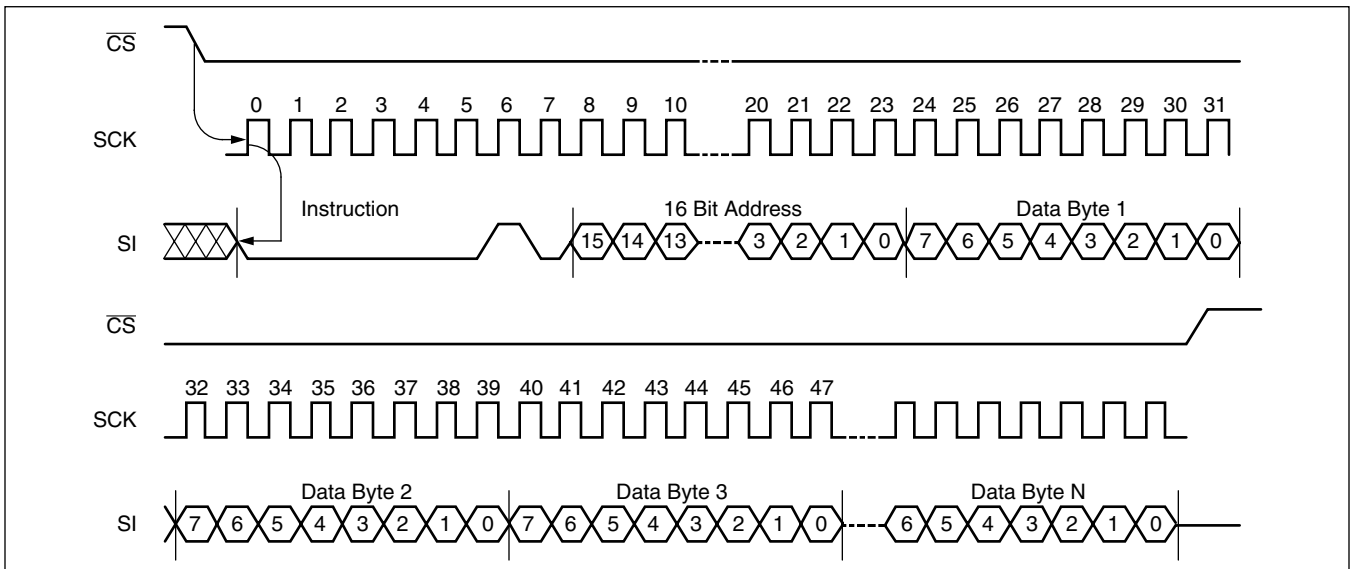 CS
0 1 2 3 4 5 6 7 8 9 10 20 21 22 23 24 25 26 27 28 29 30 31
SCK
Instruction 16 Bit Address Data Byte 1
SI 15 14 13 3 2 1 0 7 6 5 4 3 2 1 0
CS
32 33 34 35 36 37 38 39 40 41 42 43 44 45 46 47
SCK
Data Byte 2 Data Byte 3 Data Byte N
SI 7 6 5 4 3 2 1 0 7 6 5 4 3 2 1 0 6 5 4 3 2 1 0